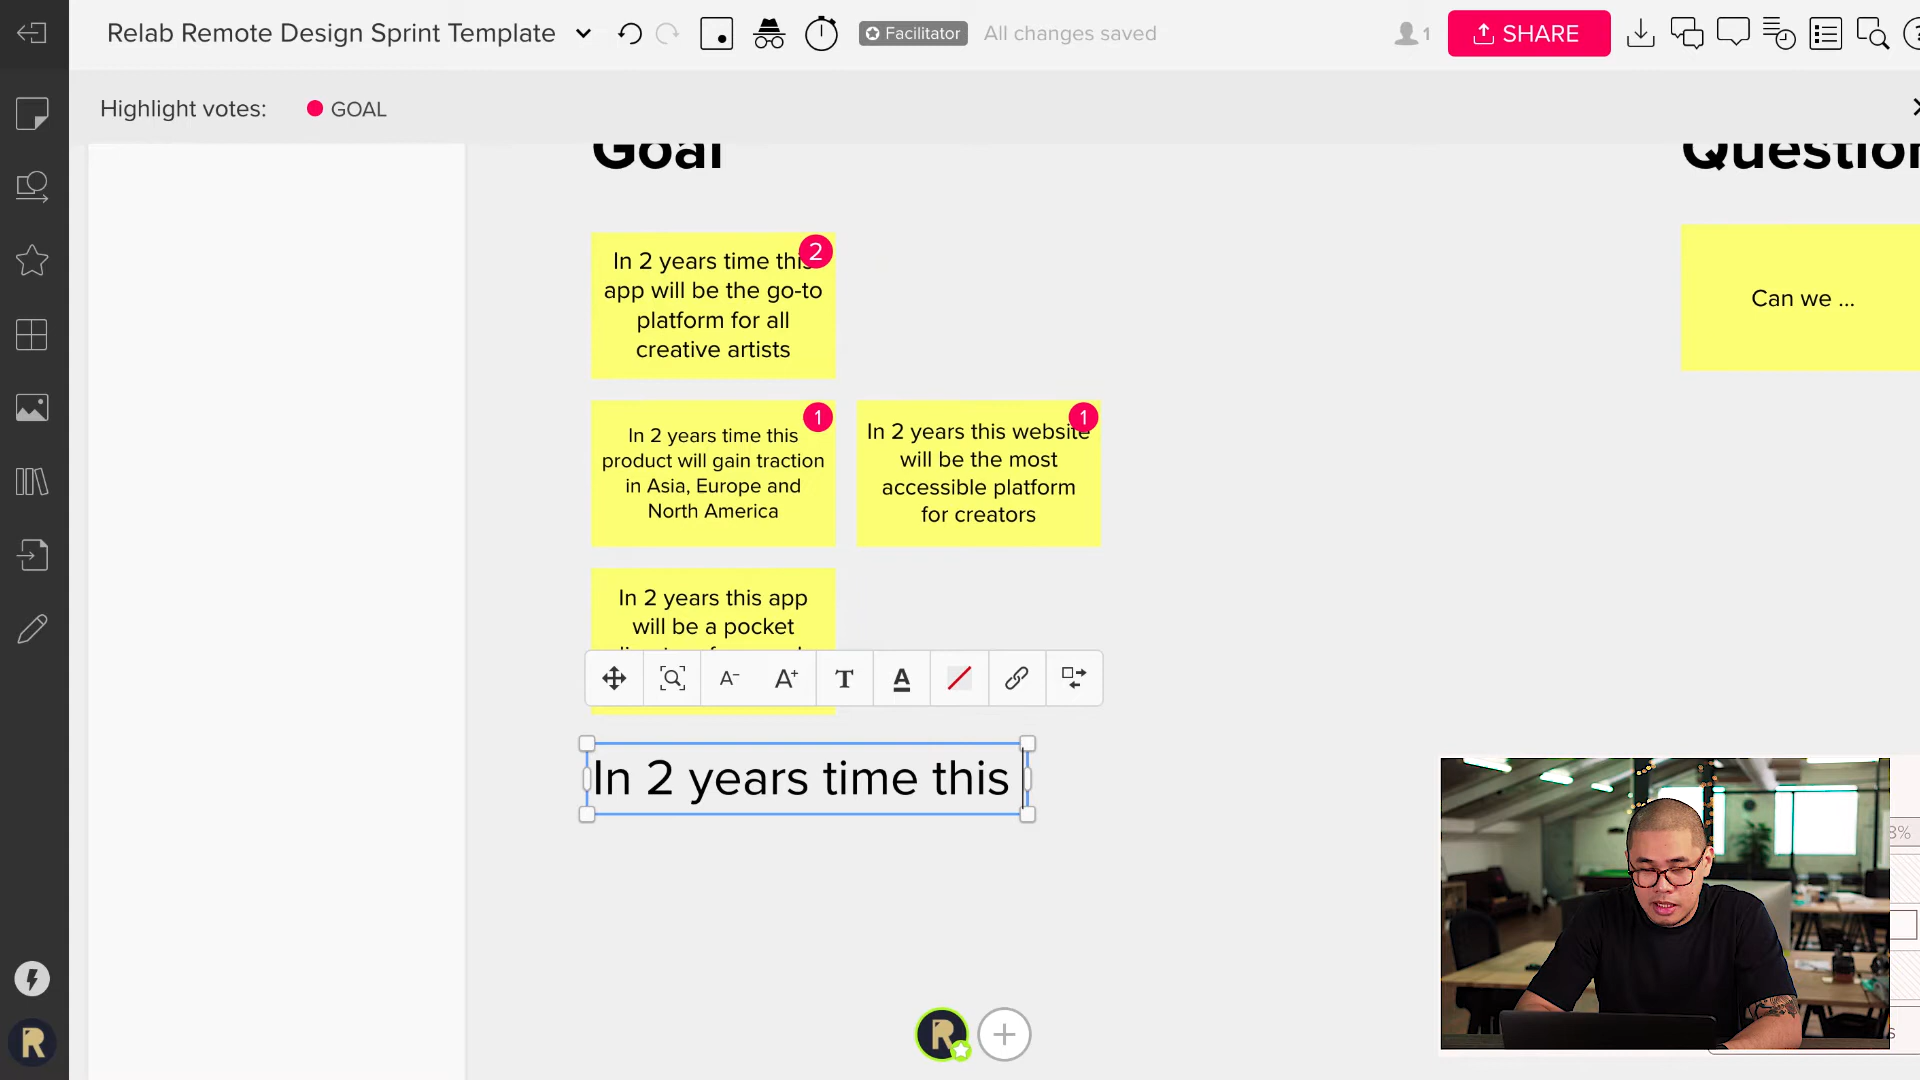 Relab Remote Design Sprint Template
Facilitator
All changes saved
1
SHARE
Highlight votes:
GOAL
Goal
Question
2
In 2 years time this
app will be the go-to
platform for all
creative artists
Can we ...
1
In 2 years time this
product will gain traction
in Asia, Europe and
North America
1
In 2 years this website
will be the most
accessible platform
for creators
In 2 years this app
will be a pocket
A-
A+
T
A
In 2 years time this
R
R